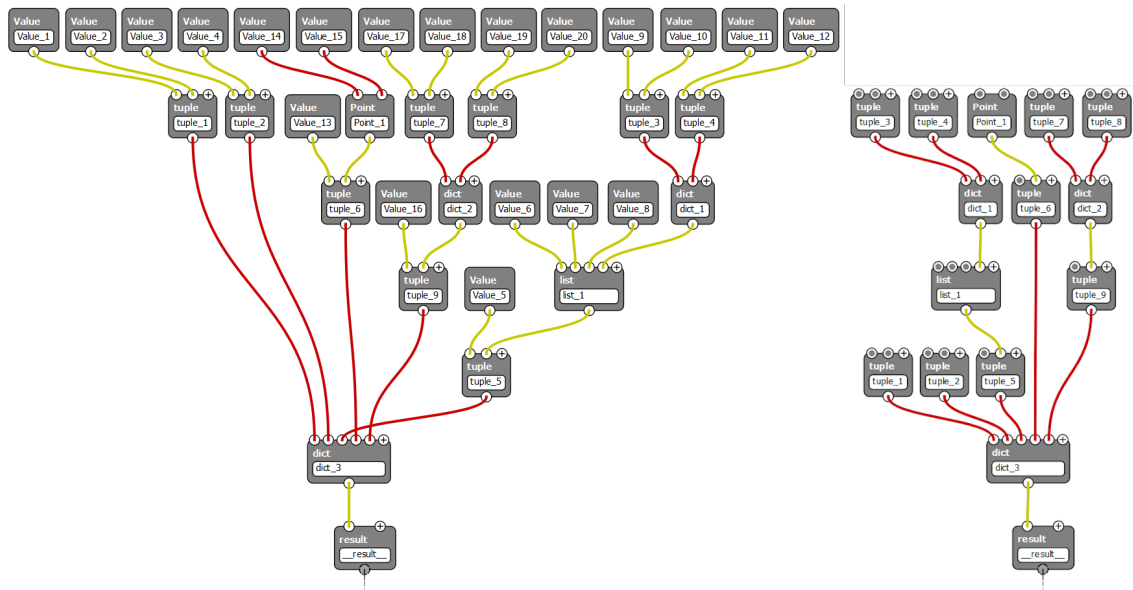 Value Value Value Value Value Value Value Value Value Value Value Value Value Value
Value_1 Value_2 Value_3 Value_4 Value_14 Value_15 Value_17 Value_18 Value_19 Value_20 Value_9 Value_10 Value_11 Value_12
tuple tuple Value Point tuple tuple tuple tuple tuple tuple Point tuple tuple
tuple_1 tuple_2 Value_13 Point_1 tuple_7 tuple_8 tuple_3 tuple_4 tuple_3 tuple_4 Point_1 tuple_7 tuple_8
tuple Value dict Value Value Value dict dict tuple dict
tuple_6 Value_16 dict_2 Value_6 Value_7 Value_8 dict_1 dict_1 tuple_6 dict_2
tuple Value list list tuple
tuple_9 Value_5 list_1 list_1 tuple_9
tuple tuple tuple tuple
tuple_5 tuple_1 tuple_2 tuple_5
dict dict
dict_3 dict_3
result result
__result__ __result__